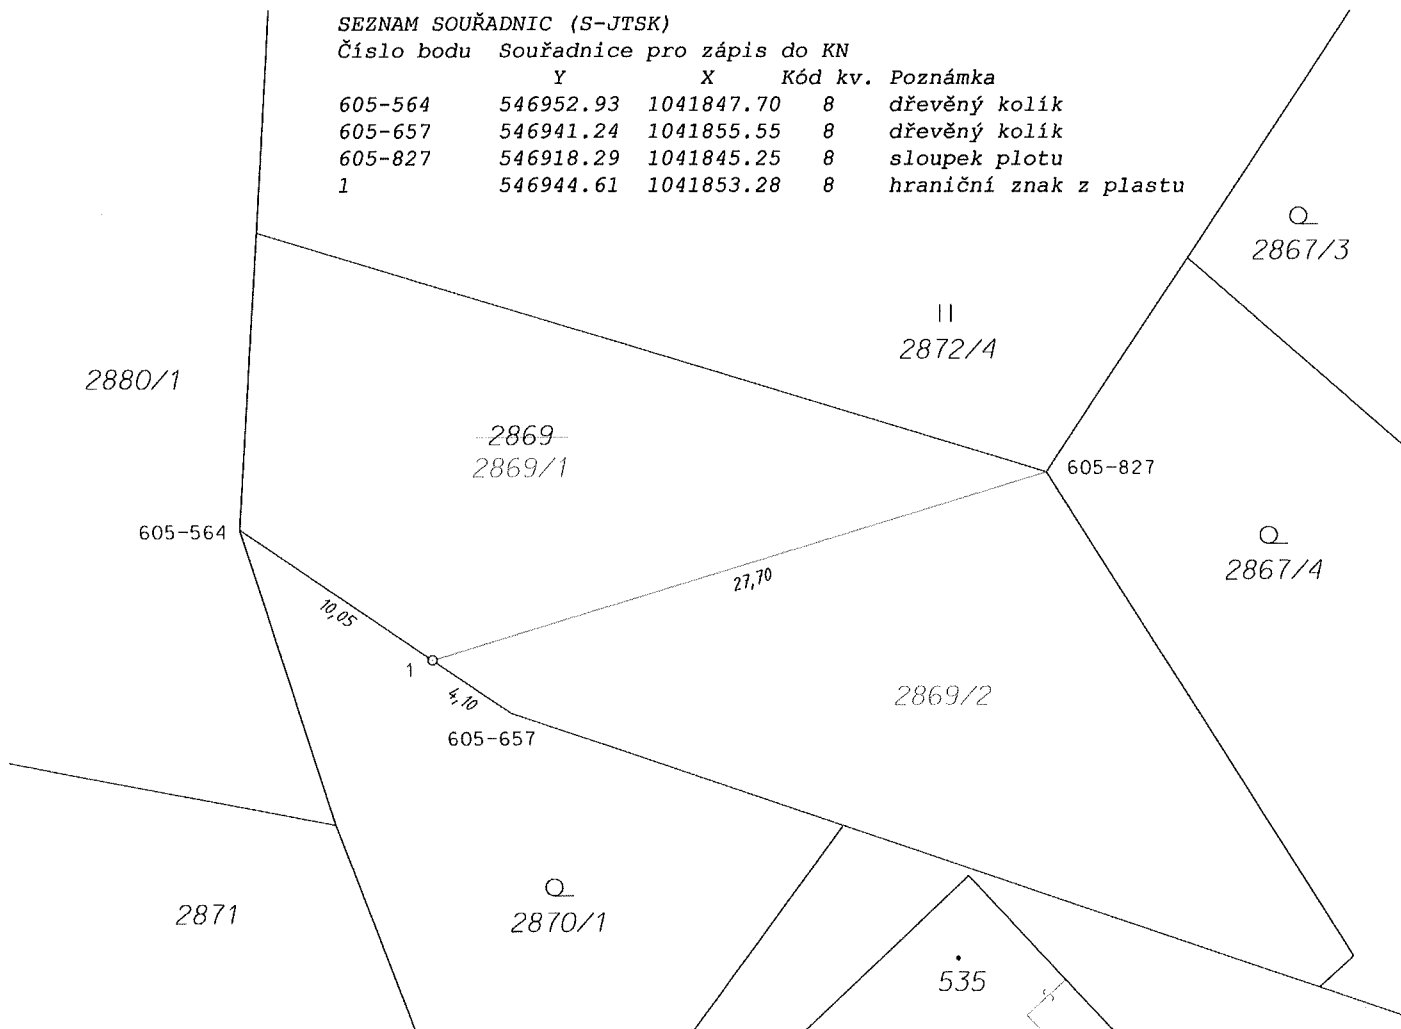 SEZNAM SOUŘADNIC (S-JTSK)
Číslo bodu Souřadnice pro zápis do KN
Y X Kód kv. Poznámka
605-564 546952.93 1041847.70 8 dřevěný kolík
605-657 546941.24 1041855.55 8 dřevěný kolík
605-827 546918.29 1041845.25 8 sloupek plotu
1 546944.61 1041853.28 8 hraniční znak z plastu
2867/3
2872/4
2880/1
2869
2869/1
605-827
605-564
2867/4
27,70
10,05
1
4,10
2869/2
605-657
2871
2870/1
535